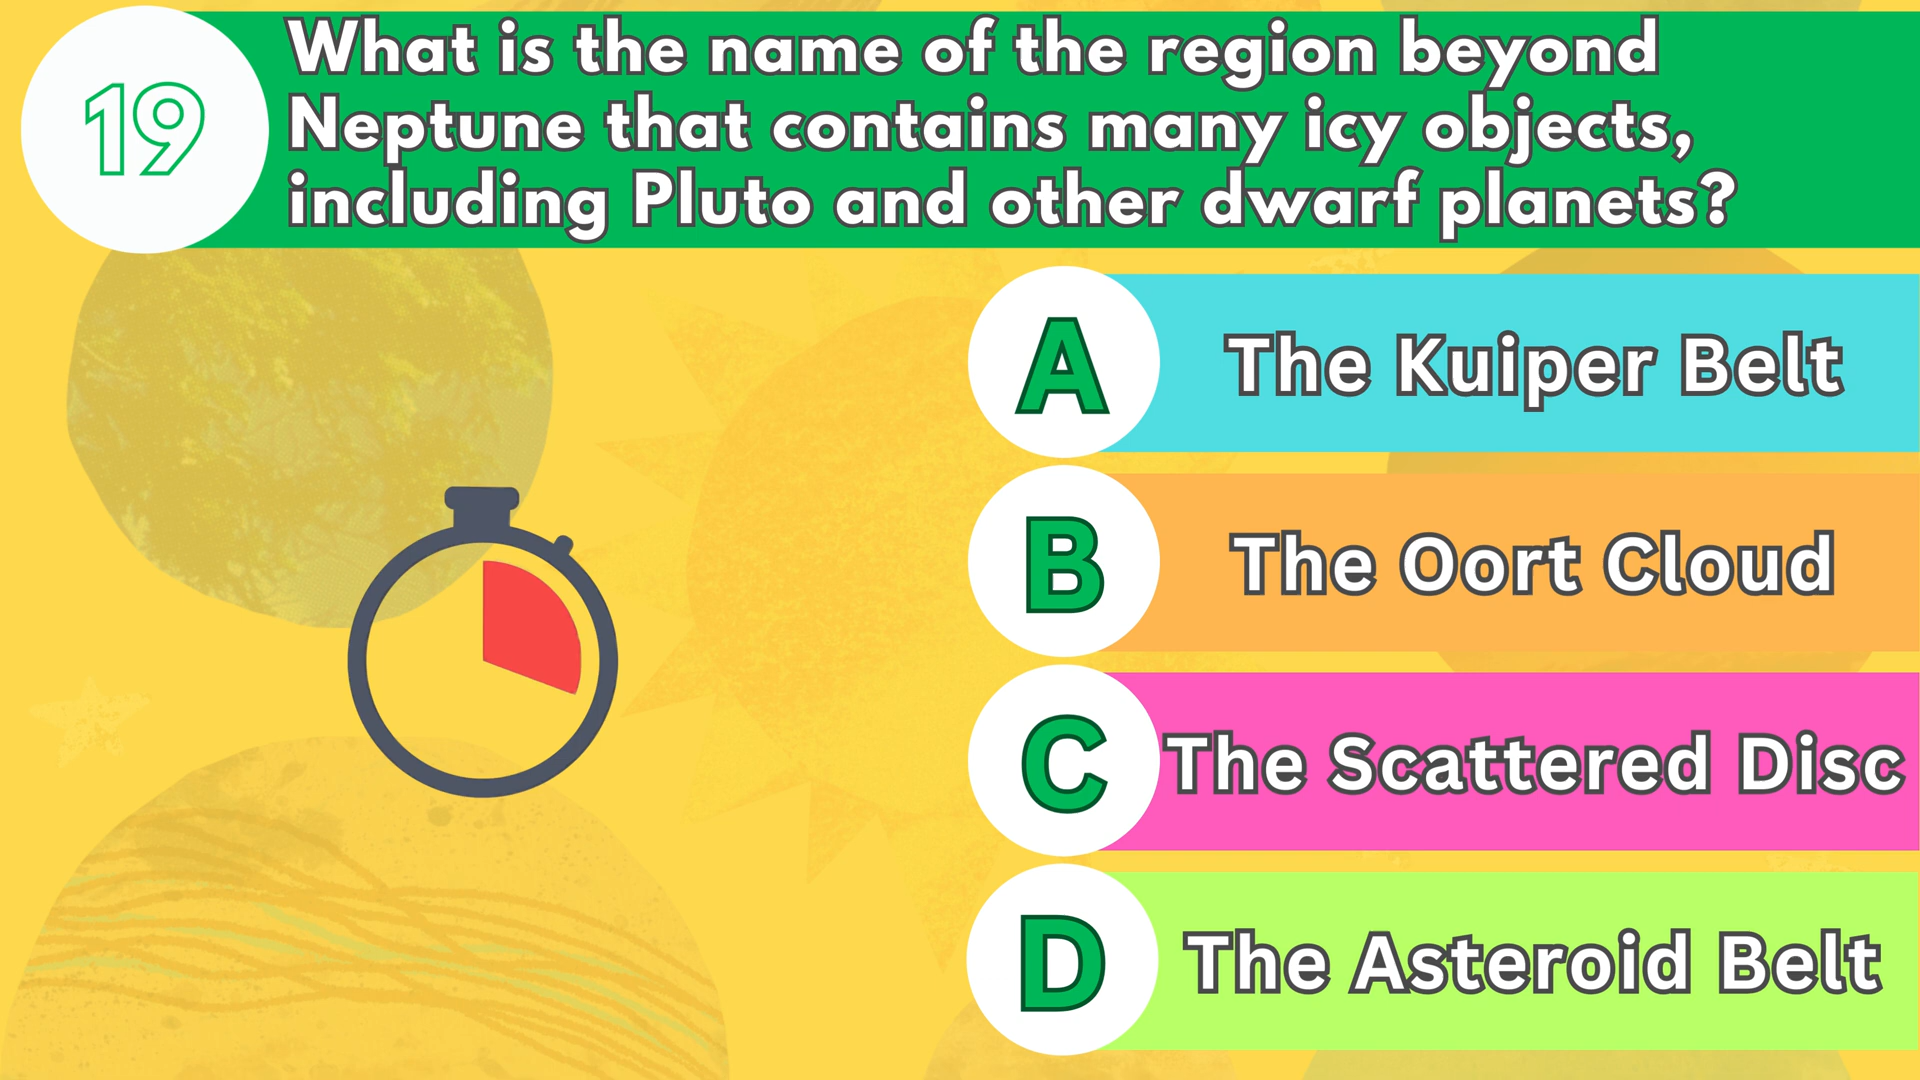 19
What is the name of the region beyond
Neptune that contains many icy objects,
including Pluto and other dwarf planets?
A The Kuiper Belt
B The Oort Cloud
C The Scattered Disc
D The Asteroid Belt